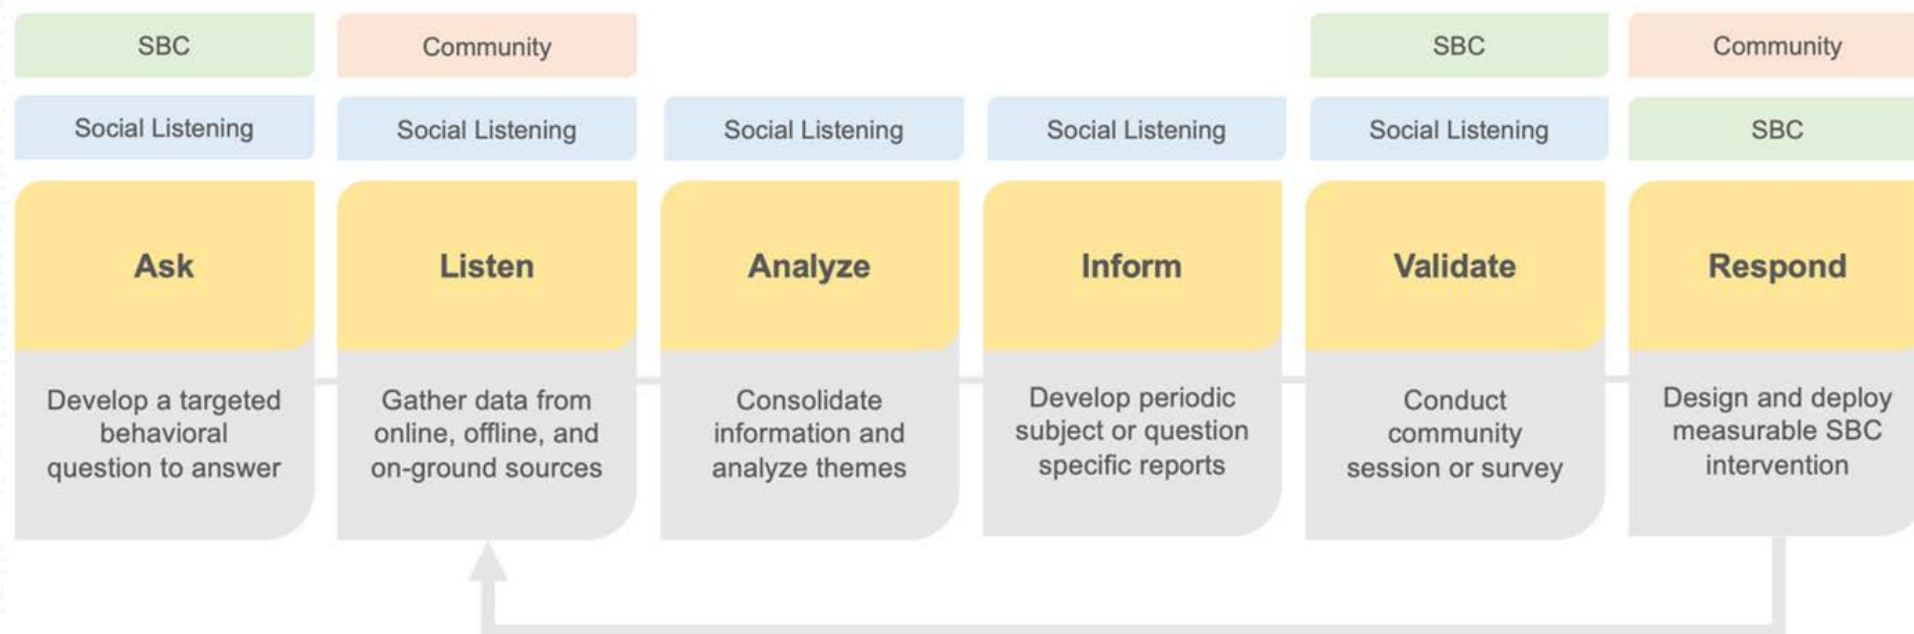 SBC
Community
SBC
Community
Social Listening
Social Listening
Social Listening
Social Listening
Social Listening
SBC
Ask
Listen
Analyze
Inform
Validate
Respond
Develop a targeted
behavioral
question to answer
Gather data from
online, offline, and
on-ground sources
Consolidate
information and
analyze themes
Develop periodic
subject or question
specific reports
Conduct
community
session or survey
Design and deploy
measurable SBC
intervention